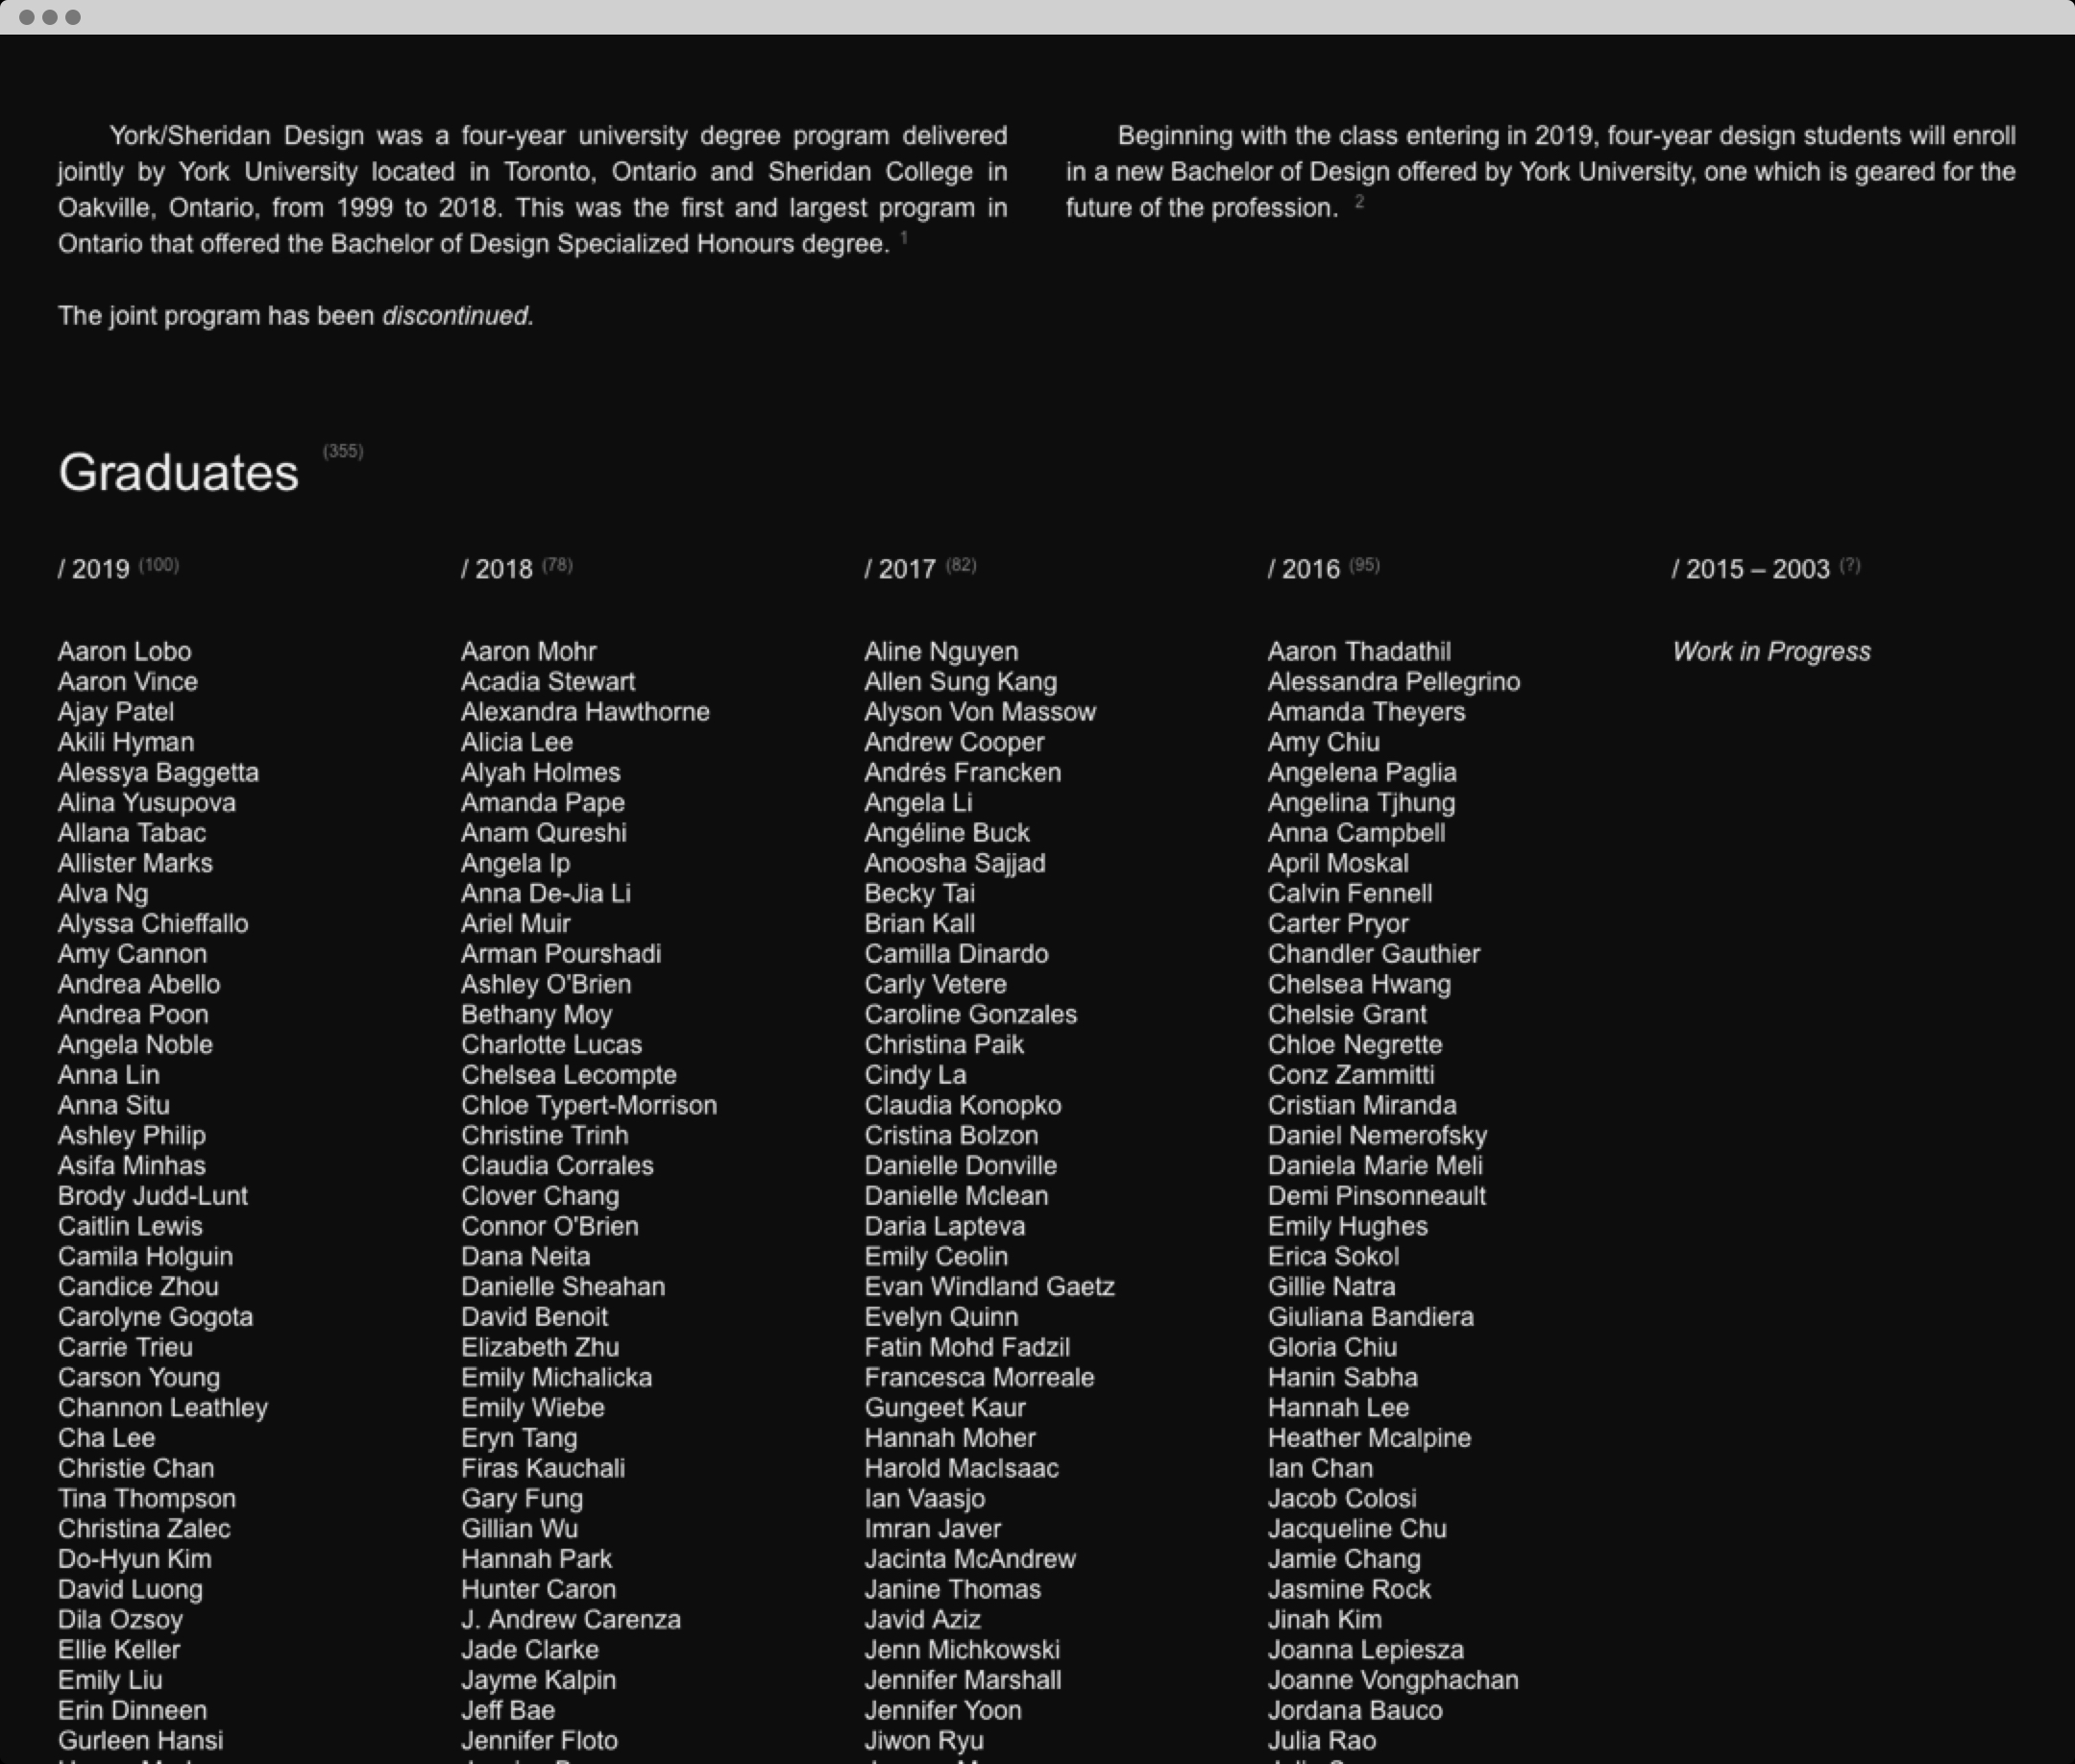 York/Sheridan Design was a four-year university degree program delivered
jointly by York University located in Toronto, Ontario and Sheridan College in
Oakville, Ontario, from 1999 to 2018. This was the first and largest program in
Ontario that offered the Bachelor of Design Specialized Honours degree. 1
The joint program has been discontinued.
Beginning with the class entering in 2019, four-year design students will enroll
in a new Bachelor of Design offered by York University, one which is geared for the
future of the profession. 2
Graduates (355)
/ 2019 (100)
Aaron Lobo
Aaron Vince
Ajay Patel
Akili Hyman
Alessya Baggetta
Alina Yusupova
Allana Tabac
Allister Marks
Alva Ng
Alyssa Chieffallo
Amy Cannon
Andrea Abello
Andrea Poon
Angela Noble
Anna Lin
Anna Situ
Ashley Philip
Asifa Minhas
Brody Judd-Lunt
Caitlin Lewis
Camila Holguin
Candice Zhou
Carolyne Gogota
Carrie Trieu
Carson Young
Channon Leathley
Cha Lee
Christie Chan
Tina Thompson
Christina Zalec
Do-Hyun Kim
David Luong
Dila Ozsoy
Ellie Keller
Emily Liu
Erin Dinneen
Gurleen Hansi
/ 2018 (78)
Aaron Mohr
Acadia Stewart
Alexandra Hawthorne
Alicia Lee
Alyah Holmes
Amanda Pape
Anam Qureshi
Angela Ip
Anna De-Jia Li
Ariel Muir
Arman Pourshadi
Ashley O'Brien
Bethany Moy
Charlotte Lucas
Chelsea Lecompte
Chloe Typert-Morrison
Christine Trinh
Claudia Corrales
Clover Chang
Connor O'Brien
Dana Neita
Danielle Sheahan
David Benoit
Elizabeth Zhu
Emily Michalicka
Emily Wiebe
Eryn Tang
Firas Kauchali
Gary Fung
Gillian Wu
Hannah Park
Hunter Caron
J. Andrew Carenza
Jade Clarke
Jayme Kalpin
Jeff Bae
Jennifer Floto
/ 2017 (82)
Aline Nguyen
Allen Sung Kang
Alyson Von Massow
Andrew Cooper
Andrés Francken
Angela Li
Angéline Buck
Anoosha Sajjad
Becky Tai
Brian Kall
Camilla Dinardo
Carly Vetere
Caroline Gonzales
Christina Paik
Cindy La
Claudia Konopko
Cristina Bolzon
Danielle Donville
Danielle Mclean
Daria Lapteva
Emily Ceolin
Evan Windland Gaetz
Evelyn Quinn
Fatin Mohd Fadzil
Francesca Morreale
Gungeet Kaur
Hannah Moher
Harold MacIsaac
Ian Vaasjo
Imran Javer
Jacinta McAndrew
Janine Thomas
Javid Aziz
Jenn Michkowski
Jennifer Marshall
Jennifer Yoon
Jiwon Ryu
/ 2016 (95)
Aaron Thadathil
Alessandra Pellegrino
Amanda Theyers
Amy Chiu
Angelena Paglia
Angelina Tjhung
Anna Campbell
April Moskal
Calvin Fennell
Carter Pryor
Chandler Gauthier
Chelsea Hwang
Chelsie Grant
Chloe Negrette
Conz Zammitti
Cristian Miranda
Daniel Nemerofsky
Daniela Marie Meli
Demi Pinsonneault
Emily Hughes
Erica Sokol
Gillie Natra
Giuliana Bandiera
Gloria Chiu
Hanin Sabha
Hannah Lee
Heather Mcalpine
Ian Chan
Jacob Colosi
Jacqueline Chu
Jamie Chang
Jasmine Rock
Jinah Kim
Joanna Lepiesza
Joanne Vongphachan
Jordana Bauco
Julia Rao
/ 2015 – 2003 (?)
Work in Progress